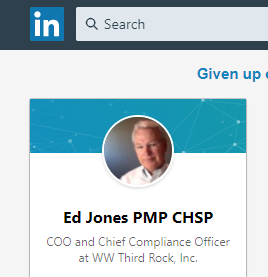 in
Search
Given up
Ed Jones PMP CHSP
COO and Chief Compliance Officer
at WW Third Rock, Inc.